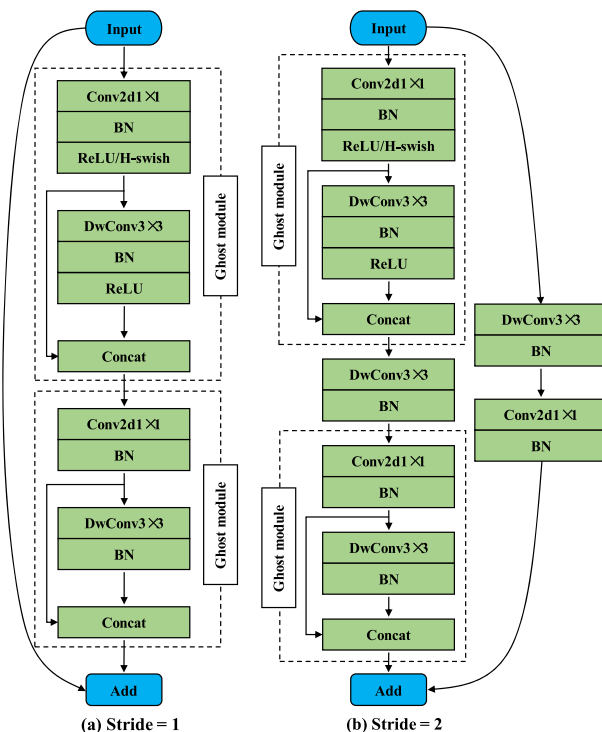 Input
Conv2d1×1
BN
ReLU/H-swish
DwConv3×3
BN
ReLU
Concat
Ghost module
Conv2d1×1
BN
DwConv3×3
BN
Concat
Ghost module
Add
(a) Stride = 1
Input
Conv2d1×1
BN
ReLU/H-swish
DwConv3×3
BN
ReLU
Concat
Ghost module
DwConv3×3
BN
Conv2d1×1
BN
DwConv3×3
BN
Concat
Ghost module
DwConv3×3
BN
Conv2d1×1
BN
Add
(b) Stride = 2